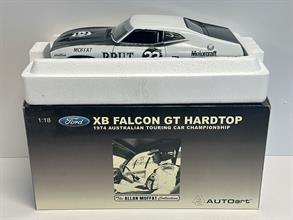 MOFFAT
BRUT 33
Motorcraft
1:18
Ford
XB FALCON GT HARDTOP
1974 AUSTRALIAN TOURING CAR CHAMPIONSHIP
The ALLAN MOFFAT Collection
AUTOart